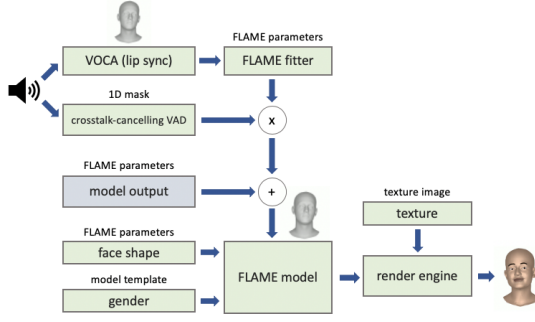 FLAME parameters
VOCA (lip sync)
FLAME fitter
1D mask
crosstalk-cancelling VAD
x
FLAME parameters
model output
+
texture image
texture
FLAME parameters
face shape
FLAME model
render engine
model template
gender